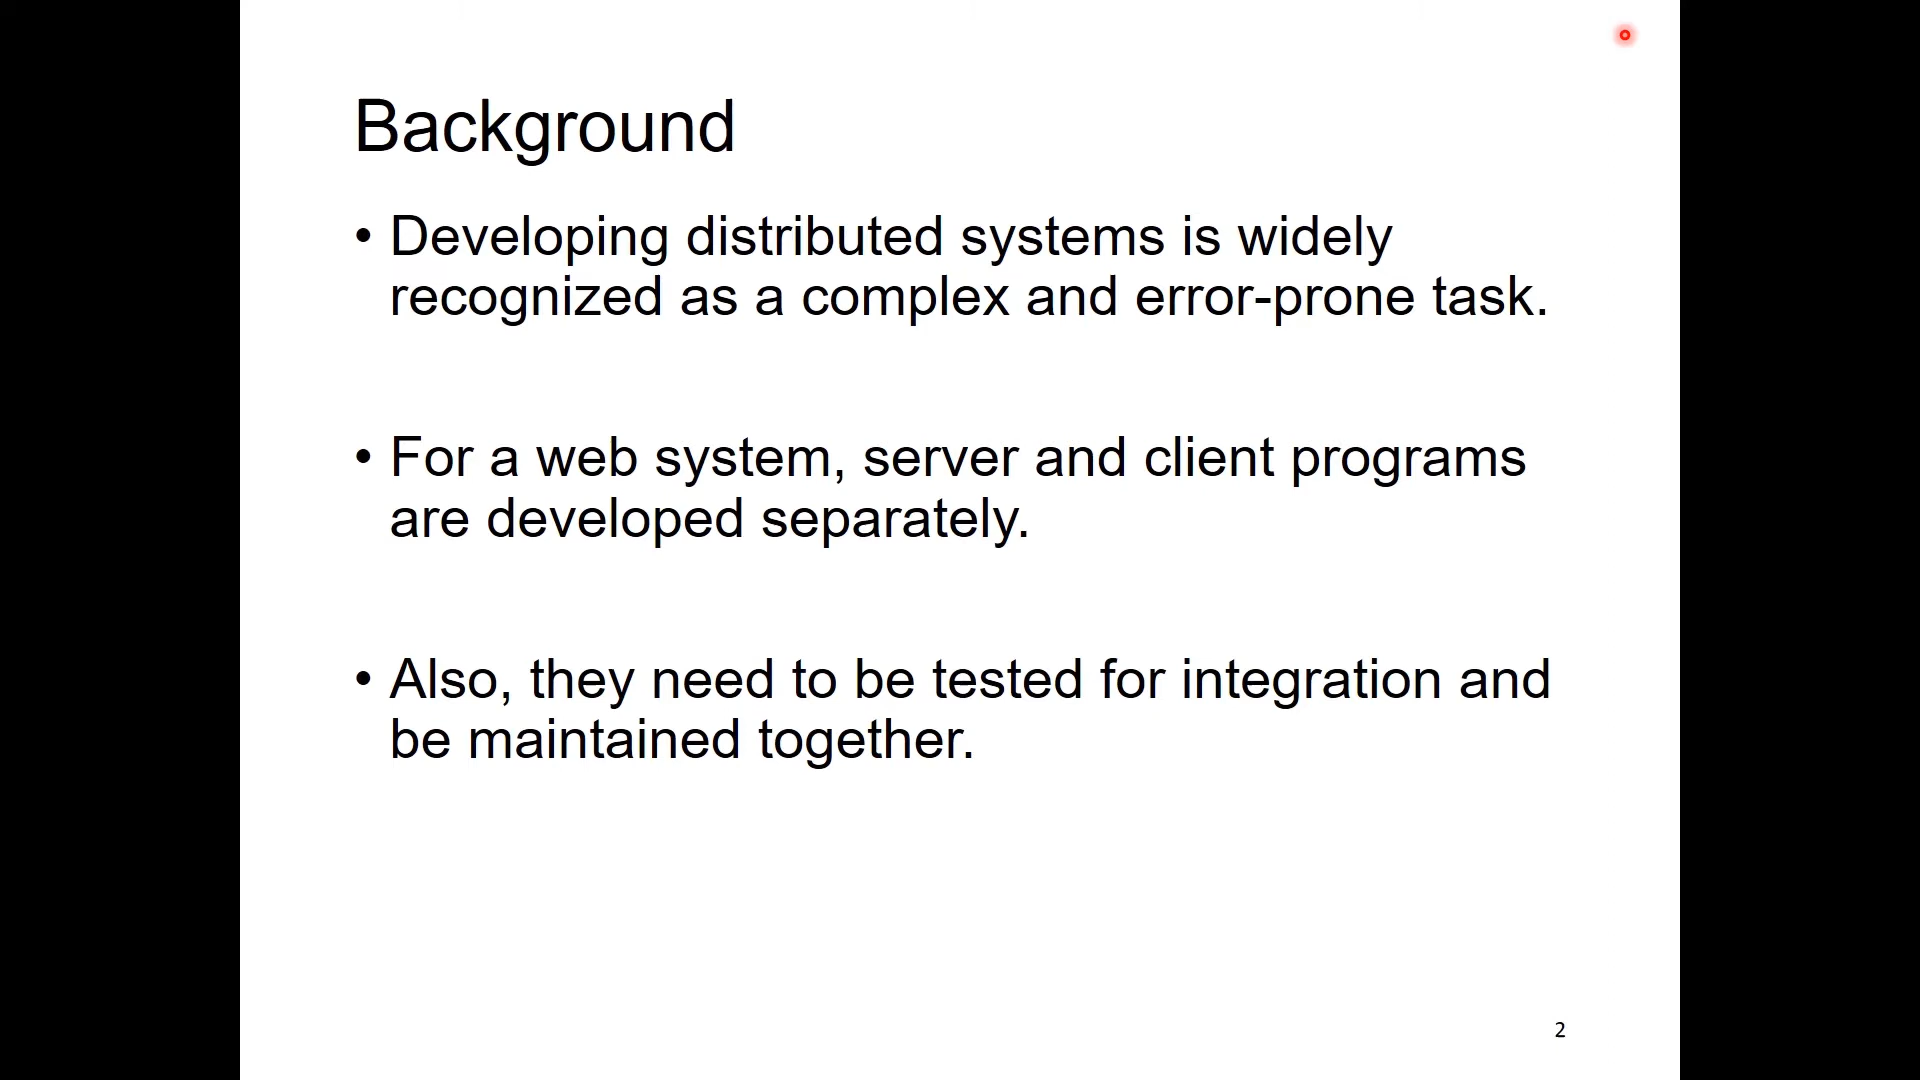 Background
• Developing distributed systems is widely
recognized as a complex and error-prone task.
• For a web system, server and client programs
are developed separately.
• Also, they need to be tested for integration and
be maintained together.
2